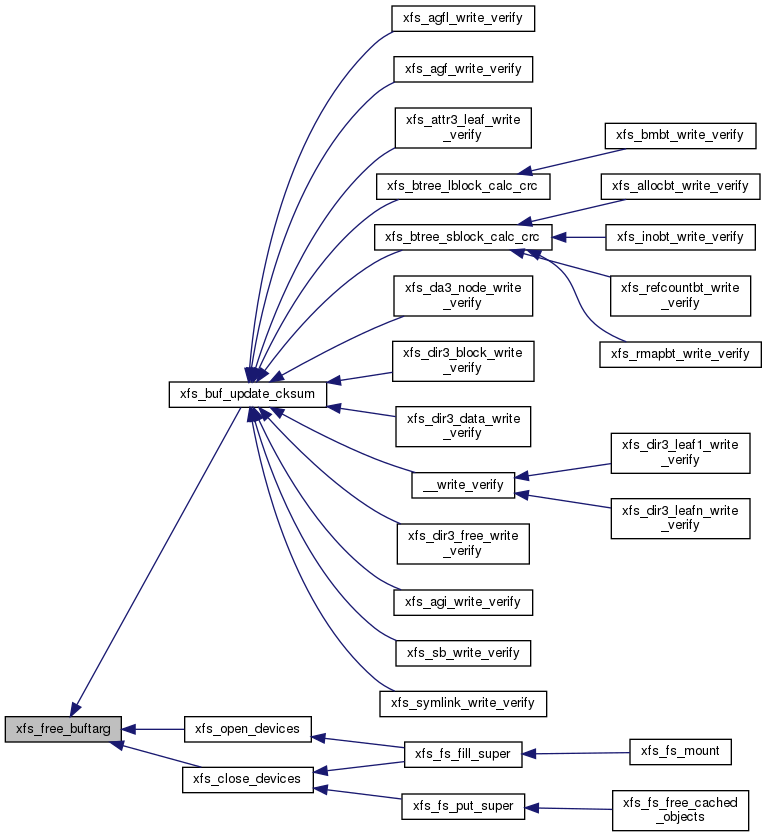 xfs_agfl_write_verify
xfs_agf_write_verify
xfs_attr3_leaf_write
_verify
xfs_bmbt_write_verify
xfs_btree_lblock_calc_crc
xfs_allocbt_write_verify
xfs_btree_sblock_calc_crc
xfs_inobt_write_verify
xfs_da3_node_write
_verify
xfs_refcountbt_write
_verify
xfs_dir3_block_write
_verify
xfs_rmapbt_write_verify
xfs_buf_update_cksum
xfs_dir3_data_write
_verify
xfs_dir3_leaf1_write
_verify
__write_verify
xfs_dir3_leafn_write
_verify
xfs_dir3_free_write
_verify
xfs_agi_write_verify
xfs_sb_write_verify
xfs_symlink_write_verify
xfs_free_buftarg
xfs_open_devices
xfs_fs_fill_super
xfs_fs_mount
xfs_close_devices
xfs_fs_put_super
xfs_fs_free_cached
_objects